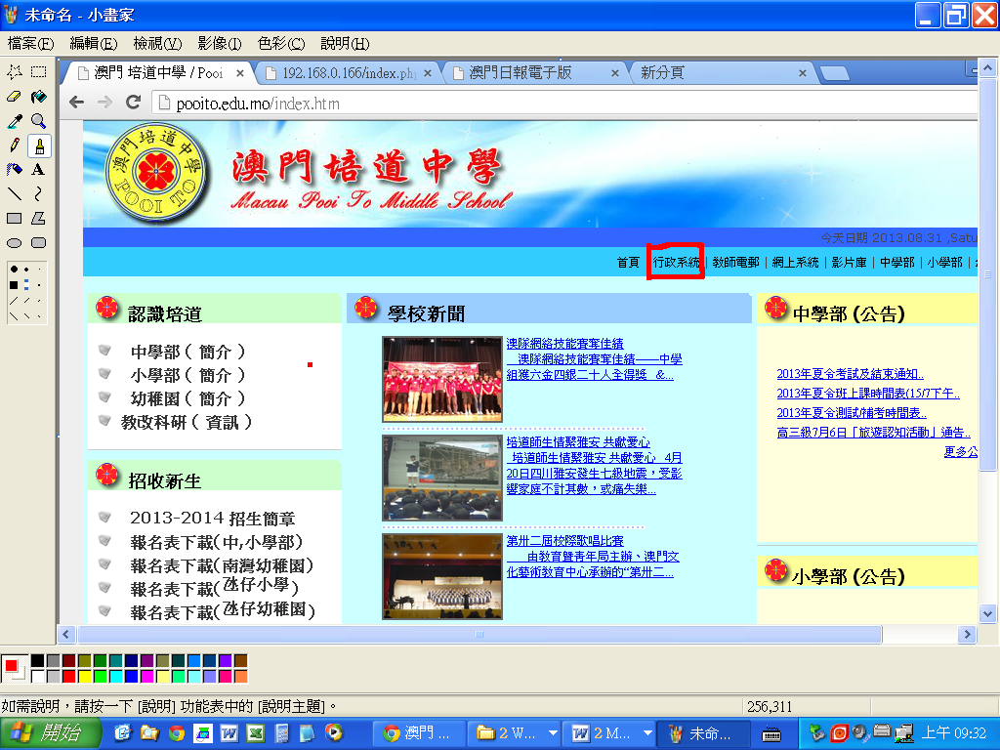 未命名 - 小畫家
檔案(F) 編輯(E) 檢視(V) 影像(I) 色彩(C) 說明(H)
澳門 培道中學 / Pooi
192.168.0.166/index.php
澳門日報電子版
新分頁
pooito.edu.mo/index.htm
澳門培道中學
POOI TO
澳門培道中學
Macau Pooi To Middle School
今天日期 2013.08.31 ,Satu
首頁 | 行政系統 | 教師電郵 | 網上系統 | 影片庫 | 中學部 | 小學部 |
認識培道
中學部 ( 簡介 )
小學部 ( 簡介 )
幼稚園 ( 簡介 )
教改科研 ( 資訊 )
招收新生
2013-2014 招生簡章
報名表下載(中,小學部)
報名表下載(南灣幼稚園)
報名表下載(氹仔小學)
報名表下載(氹仔幼稚園)
學校新聞
澳隊網絡技能賽奪佳績
澳隊網絡技能賽奪佳績——中學
組獲六金四銀二十人全得獎 &...
培道師生情繫雅安 共獻愛心
培道師生情繫雅安 共獻愛心 4月
20日四川雅安發生七級地震，受影
響家庭不計其數，或痛失樂...
第卅二屆校際歌唱比賽
由教育暨青年局主辦、澳門文
化藝術教育中心承辦的“第卅二...
中學部 (公告)
2013年夏令考試及結束通知..
2013年夏令班上課時間表(15/7下午..
2013年夏令測試/補考時間表..
高三級7月6日「旅遊認知活動」通告..
更多公
小學部 (公告)
如需說明，請按一下 [說明] 功能表中的 [說明主題]。
256,311
開始
澳門 ...
2 W...
2 M...
未命...
上午 09:32